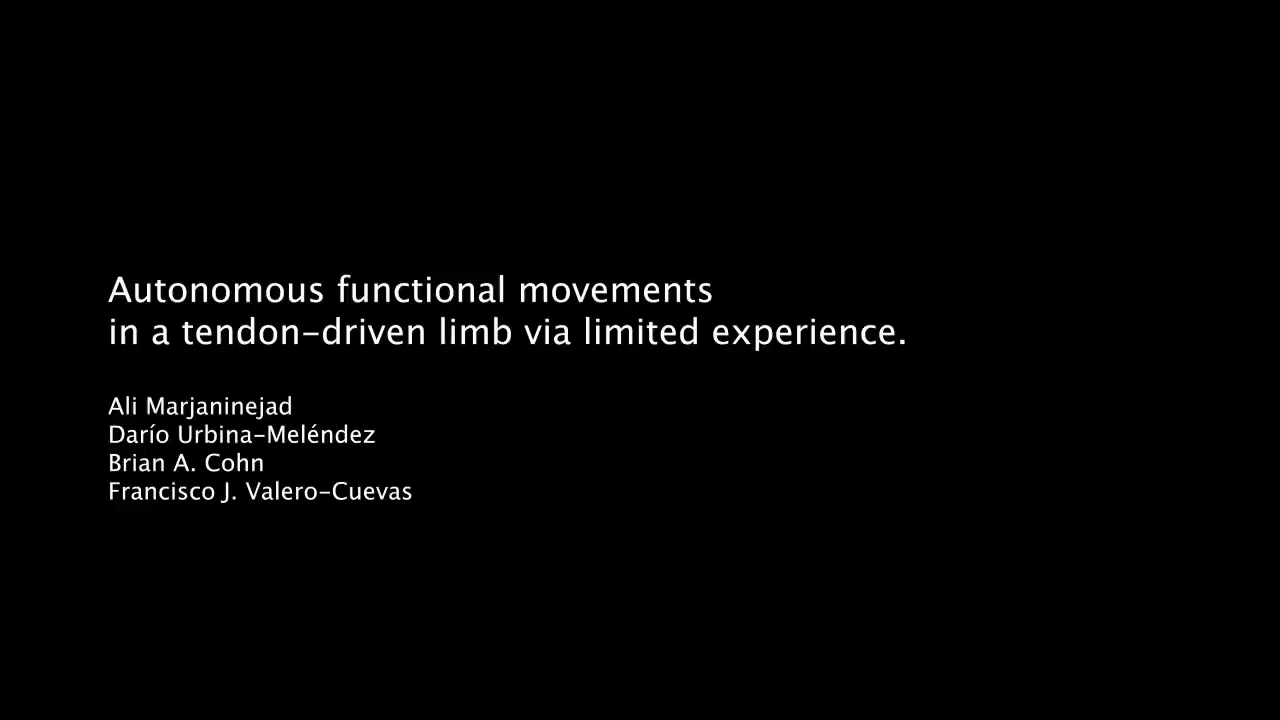 Autonomous functional movements
in a tendon-driven limb via limited experience.
Ali Marjaninejad
Darío Urbina-Meléndez
Brian A. Cohn
Francisco J. Valero-Cuevas